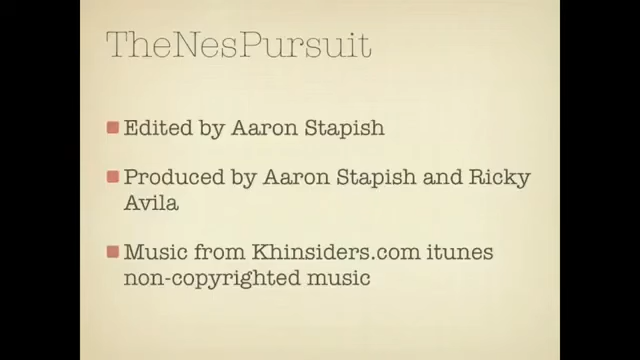 TheNesPursuit
Edited by Aaron Stapish
Produced by Aaron Stapish and Ricky
Avila
Music from Khinsiders.com itunes
non-copyrighted music